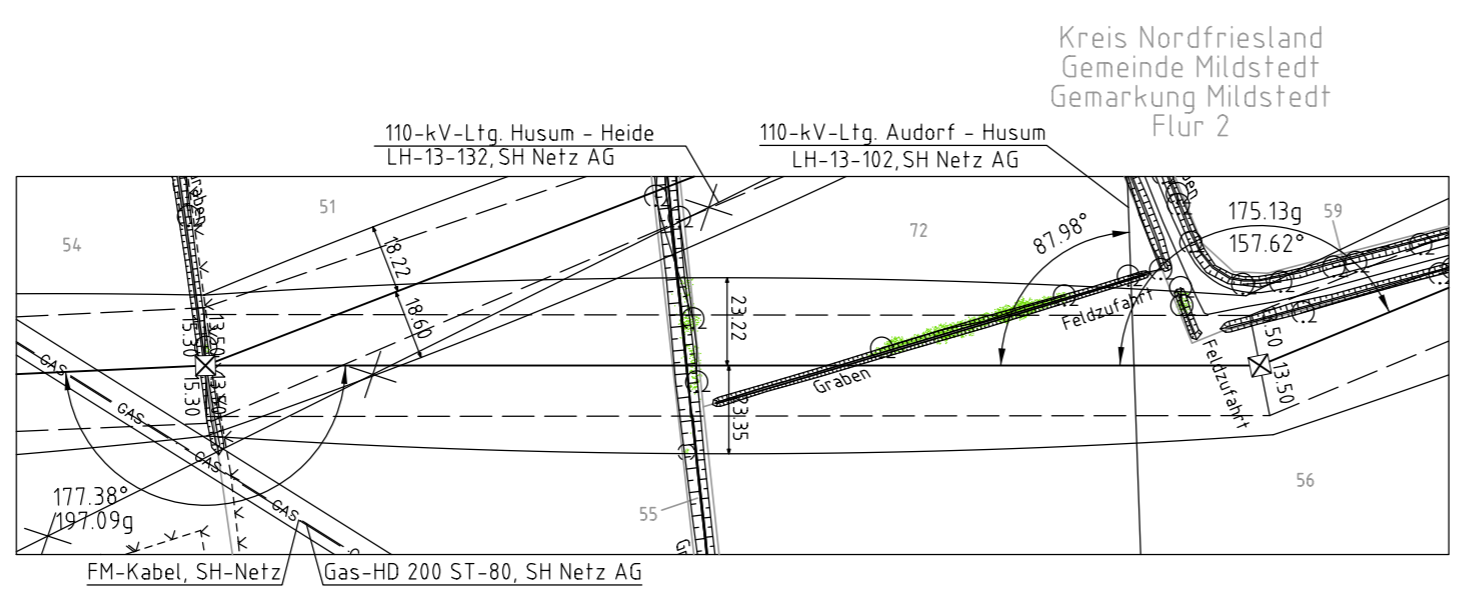 Kreis Nordfriesland
Gemeinde Mildstedt
Gemarkung Mildstedt
Flur 2
110-kV-Ltg. Husum - Heide
LH-13-132, SH Netz AG
110-kV-Ltg. Audorf - Husum
LH-13-102, SH Netz AG
51
54
72
59
175.13g
157.62°
87.98°
18.22
18.60
23.22
23.35
13.50
15.30
15.30
13.50
Feldzufahrt
Graben
Feldzufahrt
13.50
GAS
GAS
GAS
GAS
177.38°
197.09g
55
56
FM-Kabel, SH-Netz
Gas-HD 200 ST-80, SH Netz AG